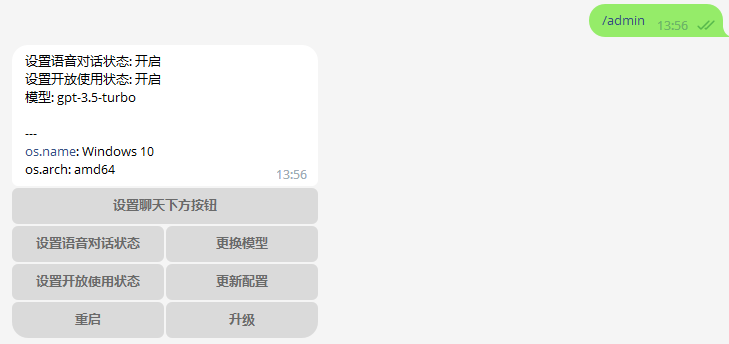 /admin 13:56
设置语音对话状态: 开启
设置开放使用状态: 开启
模型: gpt-3.5-turbo
---
os.name: Windows 10
os.arch: amd64 13:56
设置聊天下方按钮
设置语音对话状态 更换模型
设置开放使用状态 更新配置
重启 升级